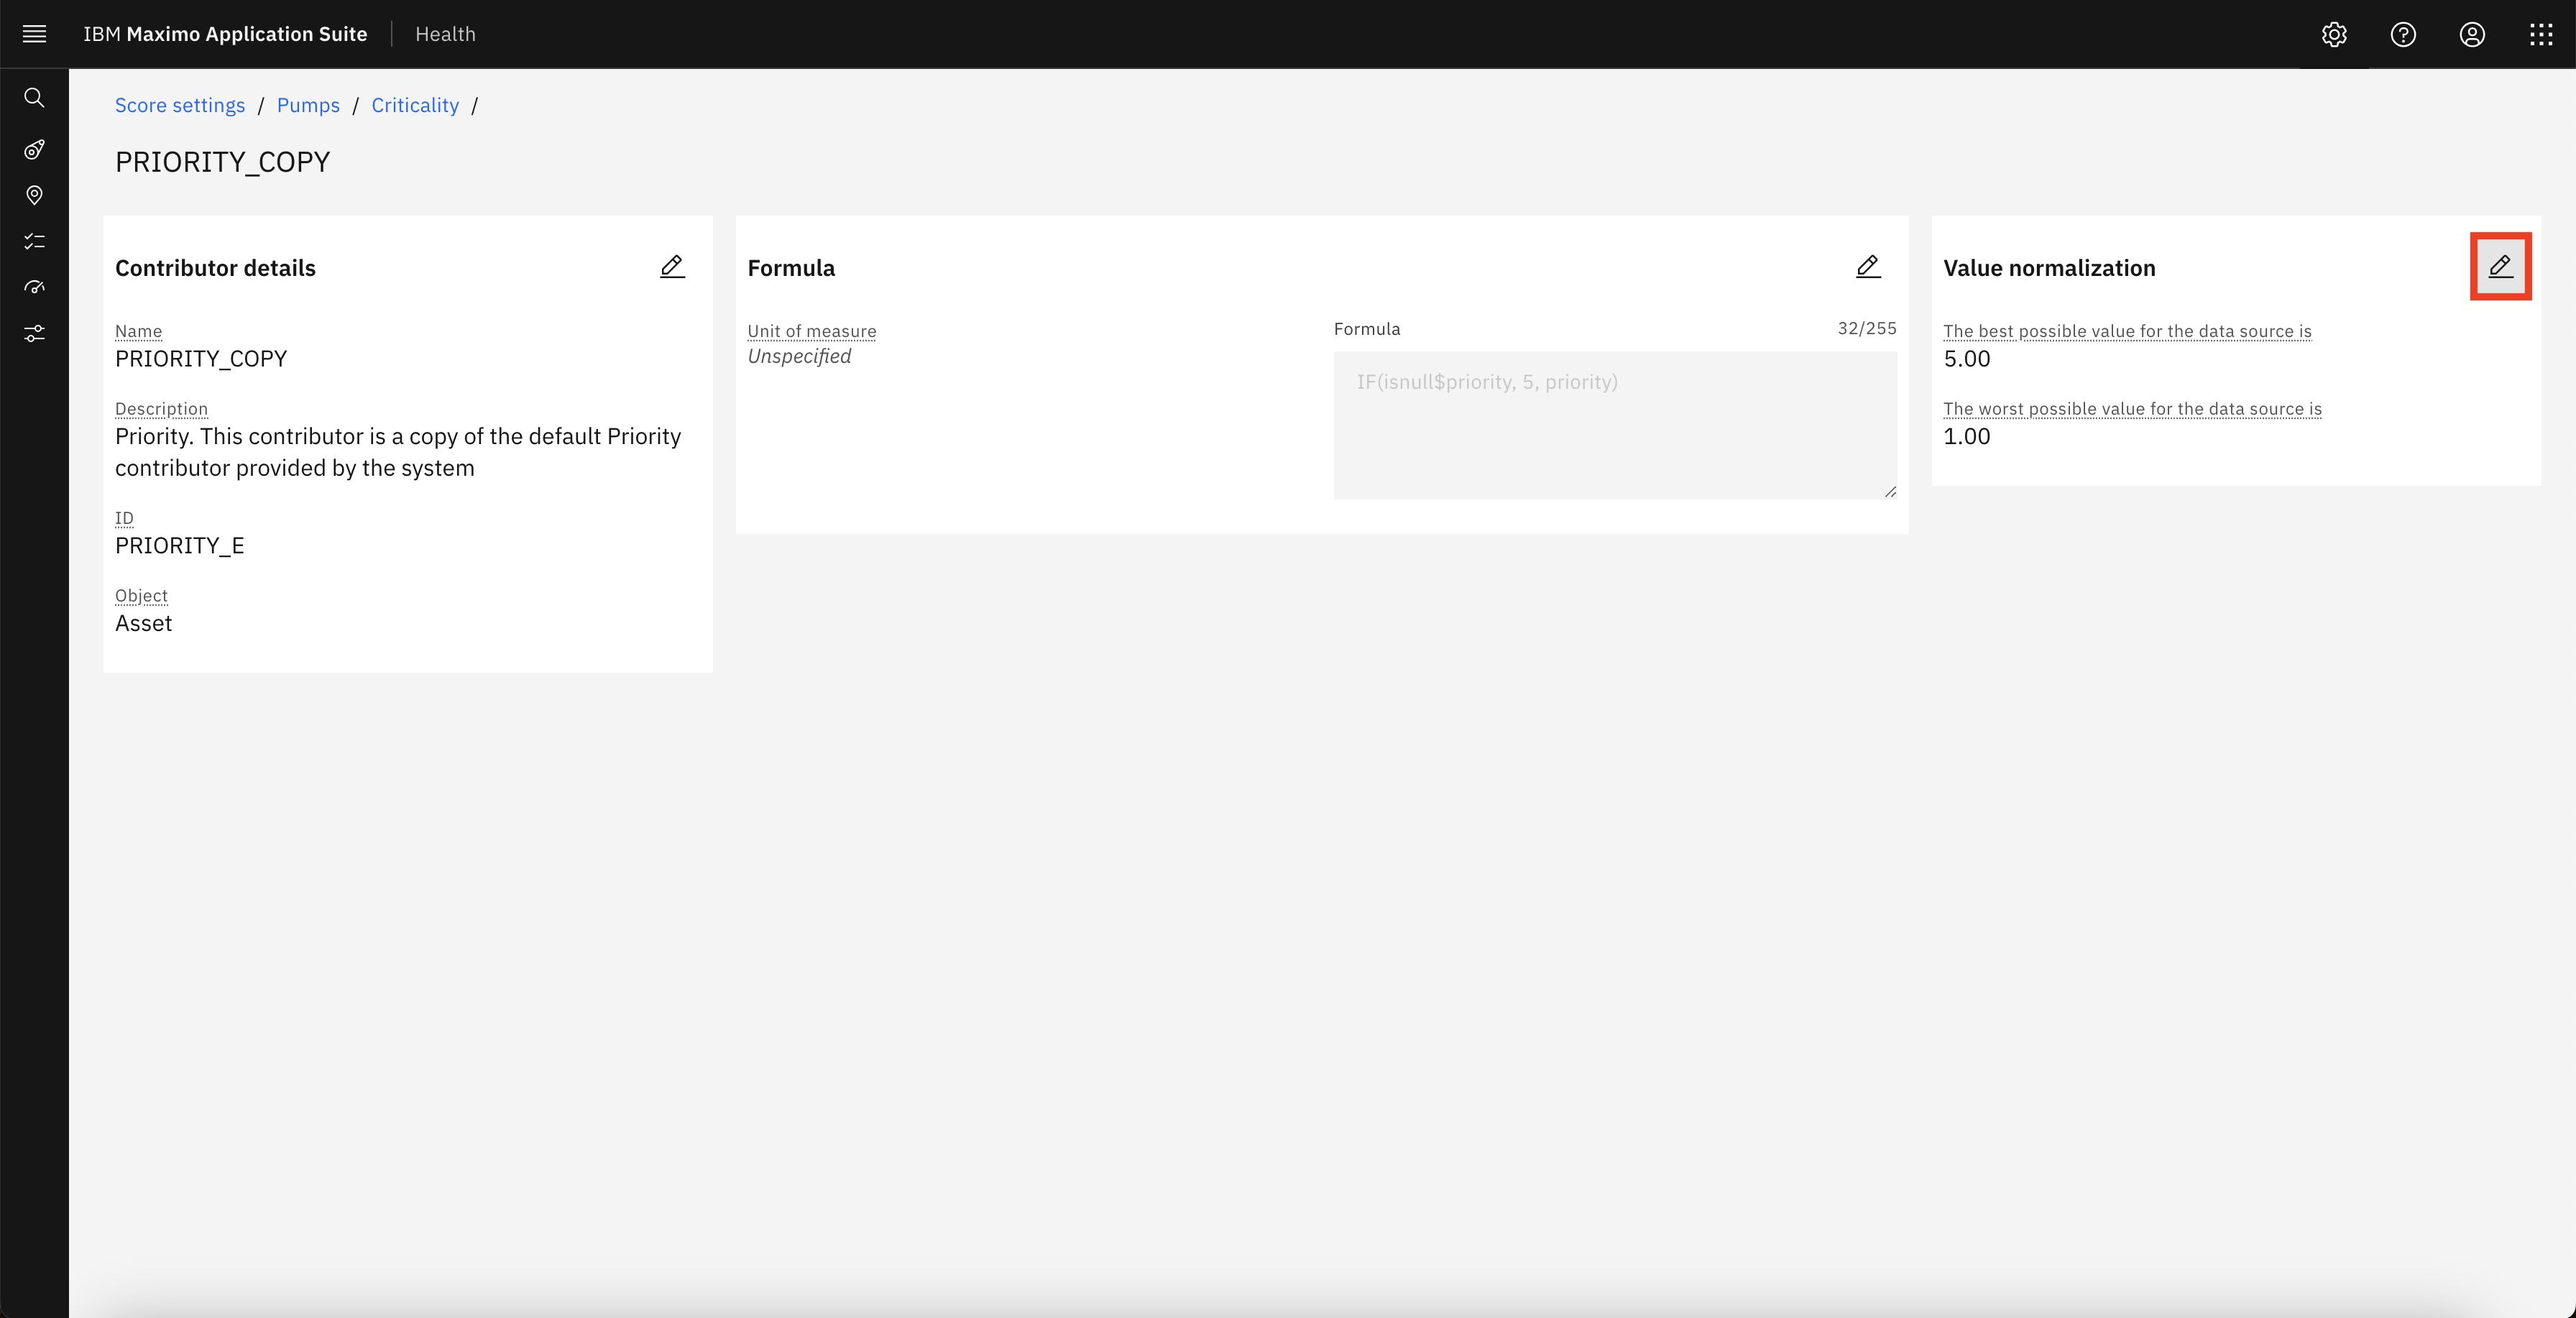 IBM Maximo Application Suite | Health
Score settings / Pumps / Criticality /
PRIORITY_COPY
Contributor details
Name
PRIORITY_COPY
Description
Priority. This contributor is a copy of the default Priority
contributor provided by the system
ID
PRIORITY_E
Object
Asset
Formula
Unit of measure
Unspecified
Formula
32/255
IF(isnull$priority, 5, priority)
Value normalization
The best possible value for the data source is
5.00
The worst possible value for the data source is
1.00